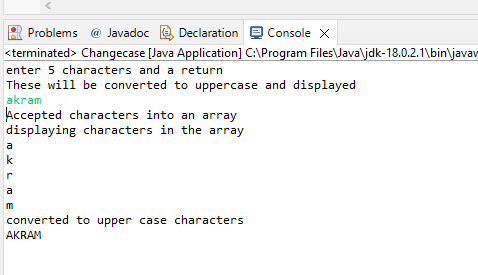 Problems @ Javadoc Declaration Console
<terminated> Changecase [Java Application] C:\Program Files\Java\jdk-18.0.2.1\bin\javaw
enter 5 characters and a return
These will be converted to uppercase and displayed
akram
Accepted characters into an array
displaying characters in the array
a
k
r
a
m
converted to upper case characters
AKRAM